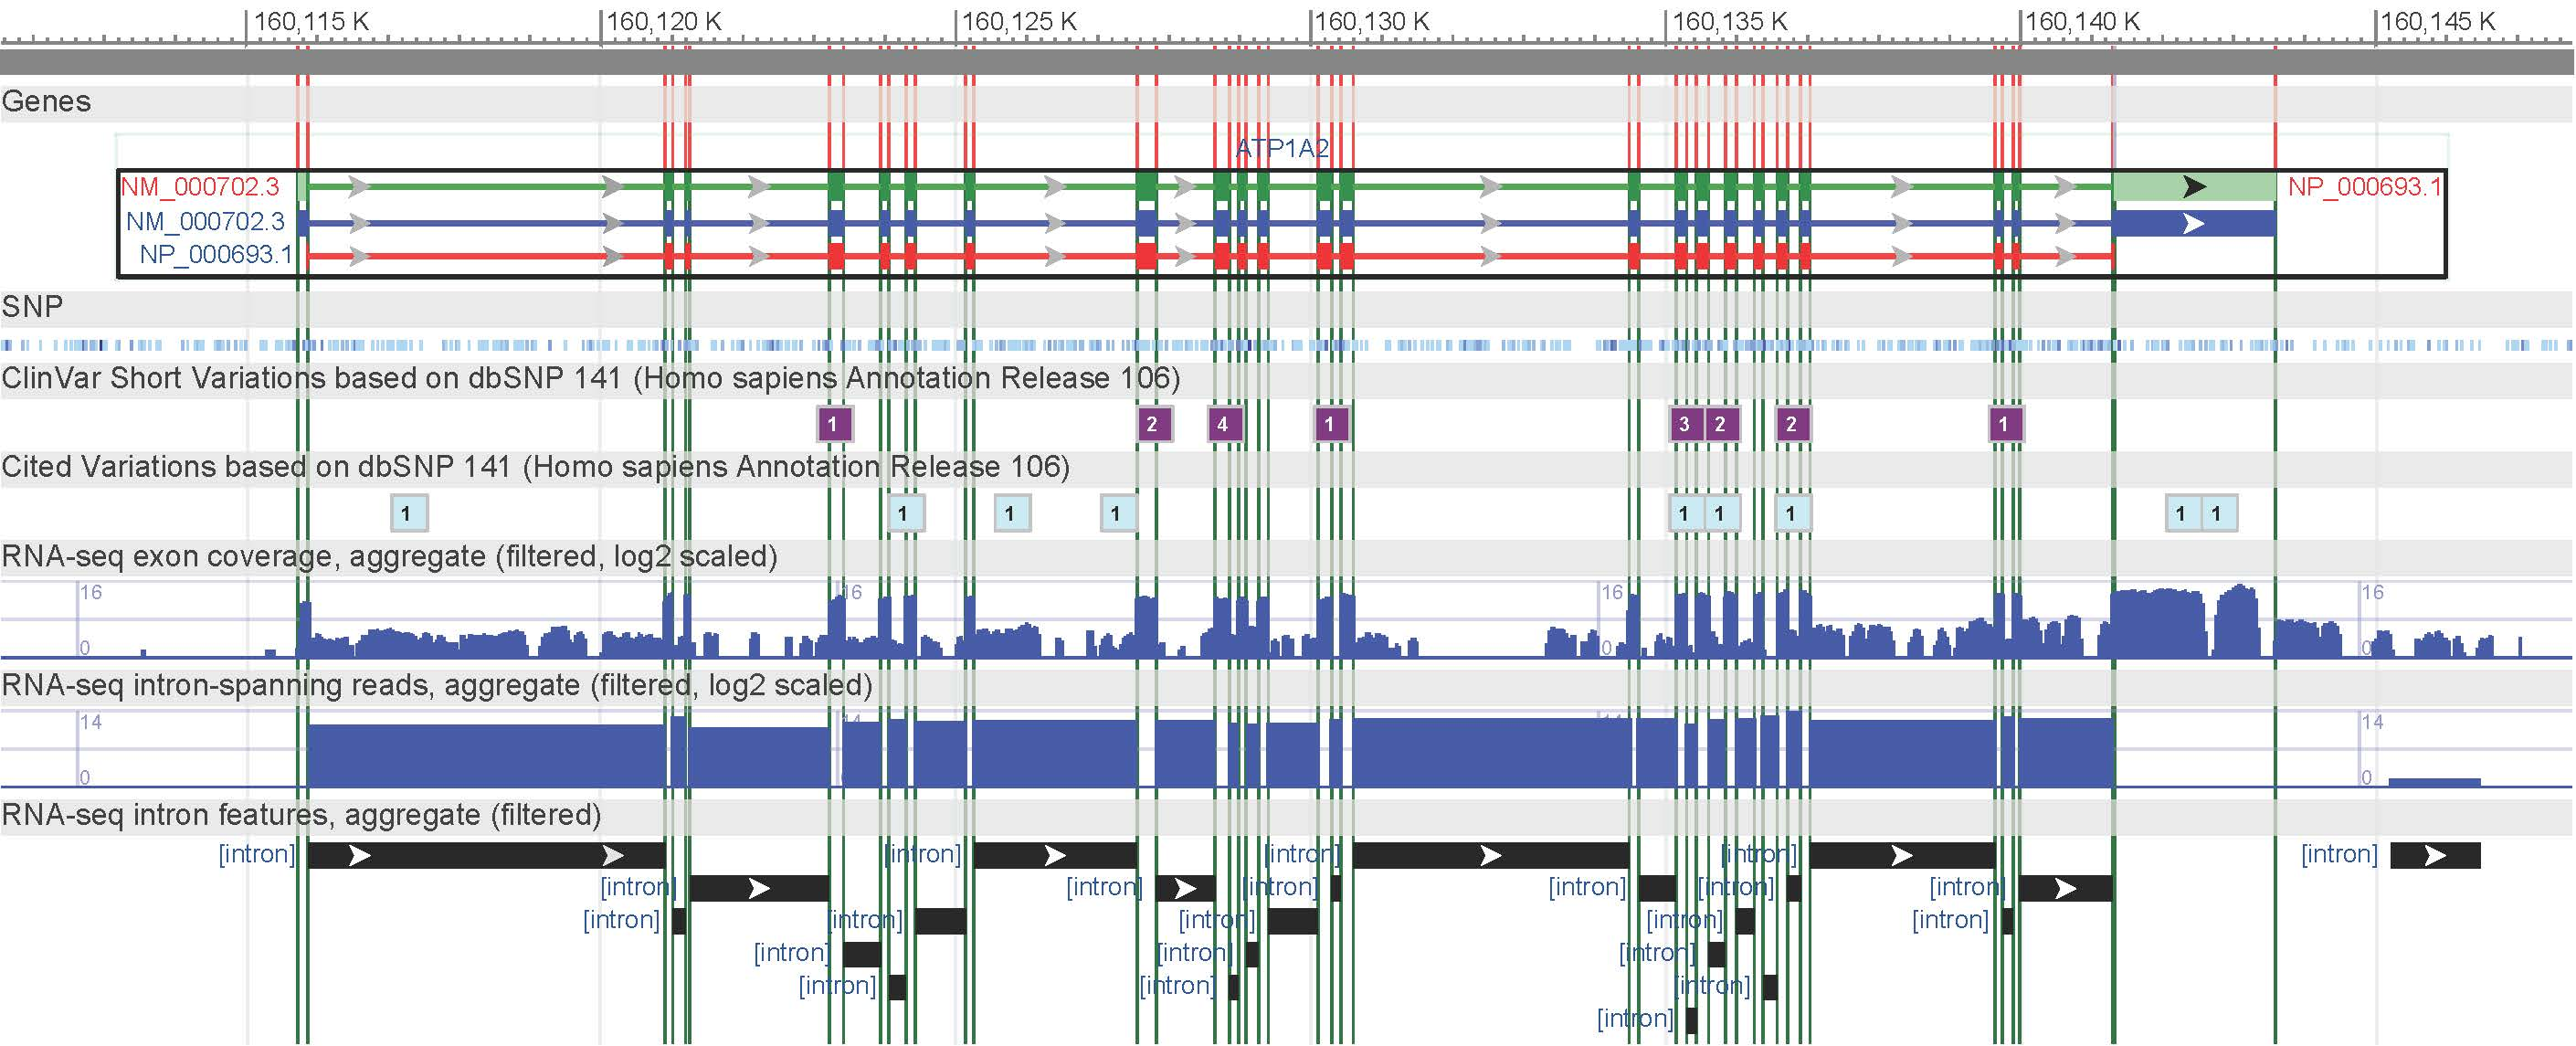 160,115 K 160,120 K 160,125 K 160,130 K 160,135 K 160,140 K 160,145 K
Genes
ATP1A2
NM_000702.3 NP_000693.1
NM_000702.3
NP_000693.1
SNP
ClinVar Short Variations based on dbSNP 141 (Homo sapiens Annotation Release 106)
1 2 4 1 3 2 2 1
Cited Variations based on dbSNP 141 (Homo sapiens Annotation Release 106)
1 1 1 1 1 1 1 1 1
RNA-seq exon coverage, aggregate (filtered, log2 scaled)
16 16 16 16
0 0 0
RNA-seq intron-spanning reads, aggregate (filtered, log2 scaled)
14 14 14 14
0 0
RNA-seq intron features, aggregate (filtered)
[intron] [intron] [intron] [intron] [intron]
[intron] [intron] [intron] [intron] [intron] [intron]
[intron] [intron] [intron] [intron] [intron]
[intron] [intron] [intron]
[intron] [intron] [intron]
[intron]